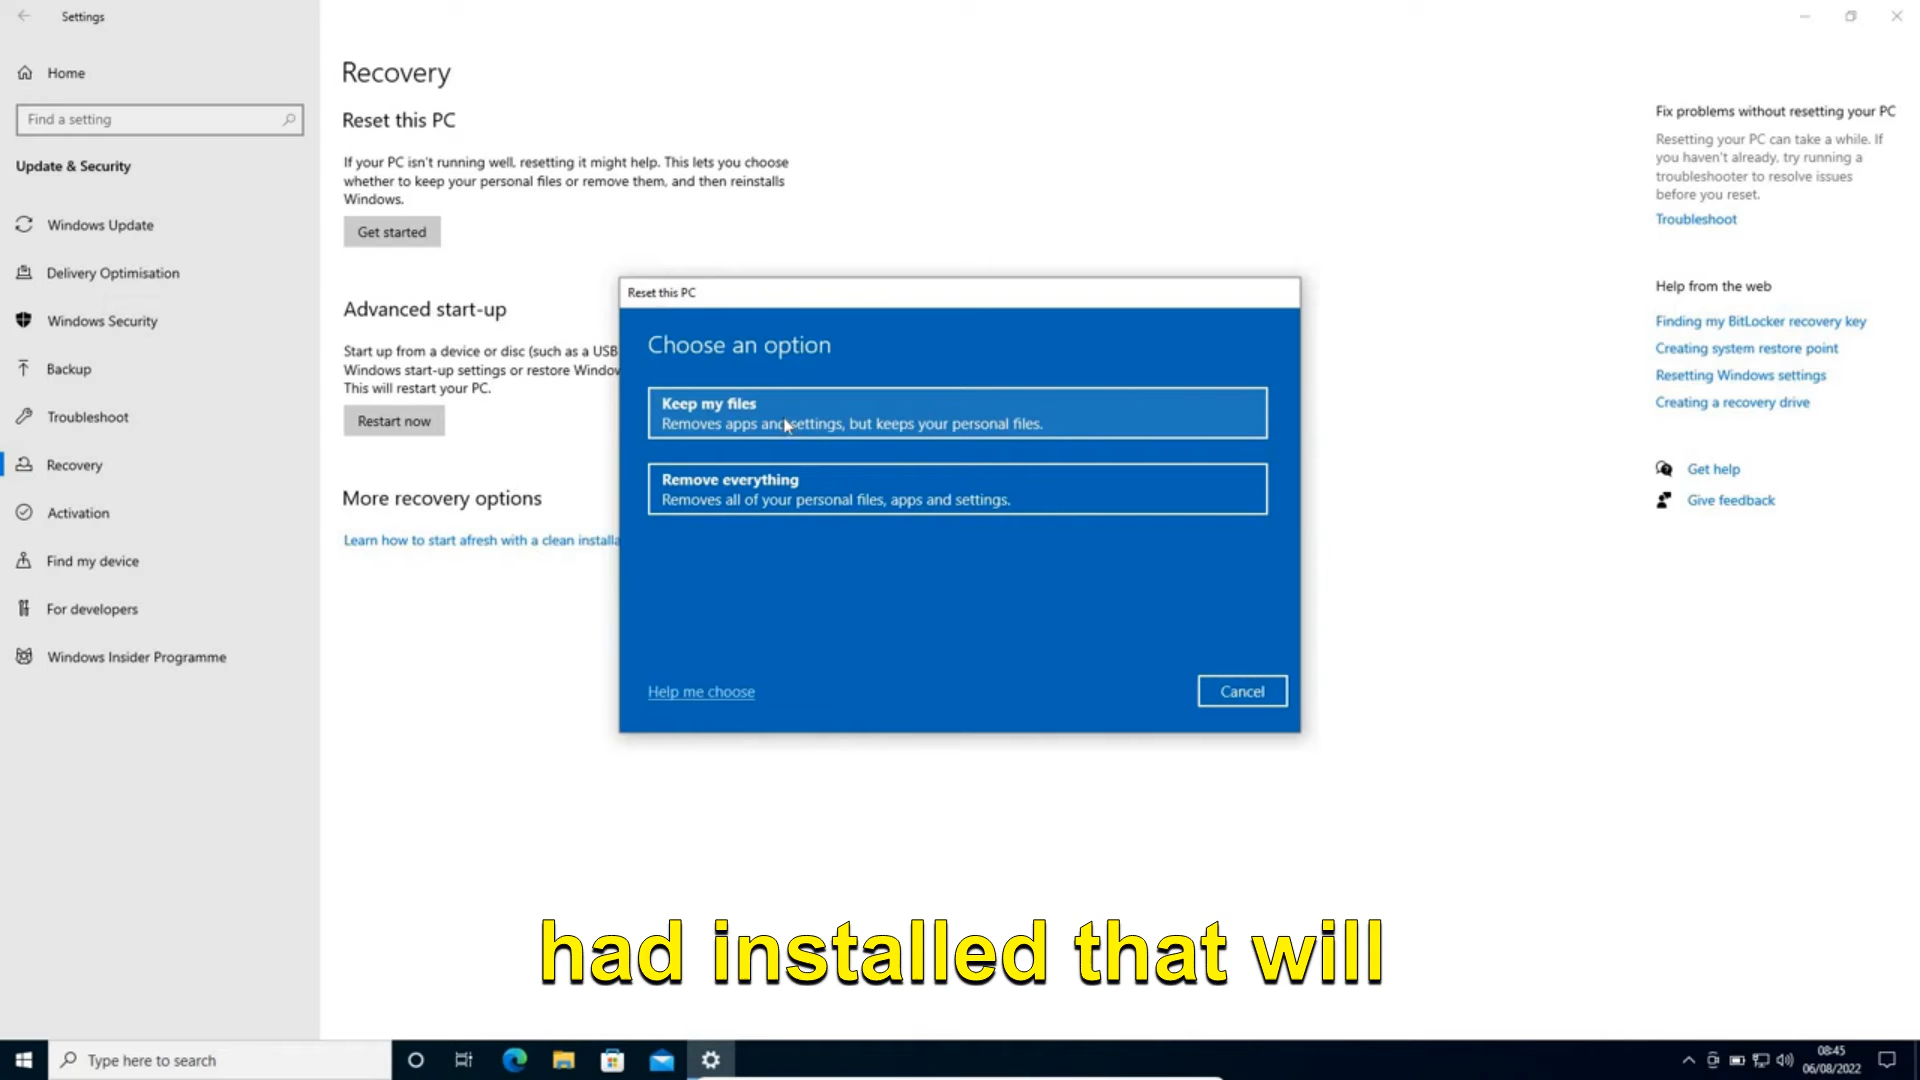 Settings
Home
Find a setting
Update & Security
Windows Update
Delivery Optimisation
Windows Security
Backup
Troubleshoot
Recovery
Activation
Find my device
For developers
Windows Insider Programme
Recovery
Reset this PC
If your PC isn't running well, resetting it might help. This lets you choose
whether to keep your personal files or remove them, and then reinstalls
Windows.
Get started
Advanced start-up
Start up from a device or disc (such as a USB
Windows start-up settings or restore Window
This will restart your PC.
Restart now
More recovery options
Learn how to start afresh with a clean installa
Reset this PC
Choose an option
Keep my files
Removes apps and settings, but keeps your personal files.
Remove everything
Removes all of your personal files, apps and settings.
Help me choose
Cancel
Fix problems without resetting your PC
Resetting your PC can take a while. If
you haven't already, try running a
troubleshooter to resolve issues
before you reset.
Troubleshoot
Help from the web
Finding my BitLocker recovery key
Creating system restore point
Resetting Windows settings
Creating a recovery drive
Get help
Give feedback
had installed that will
Type here to search
08:45
06/08/2022